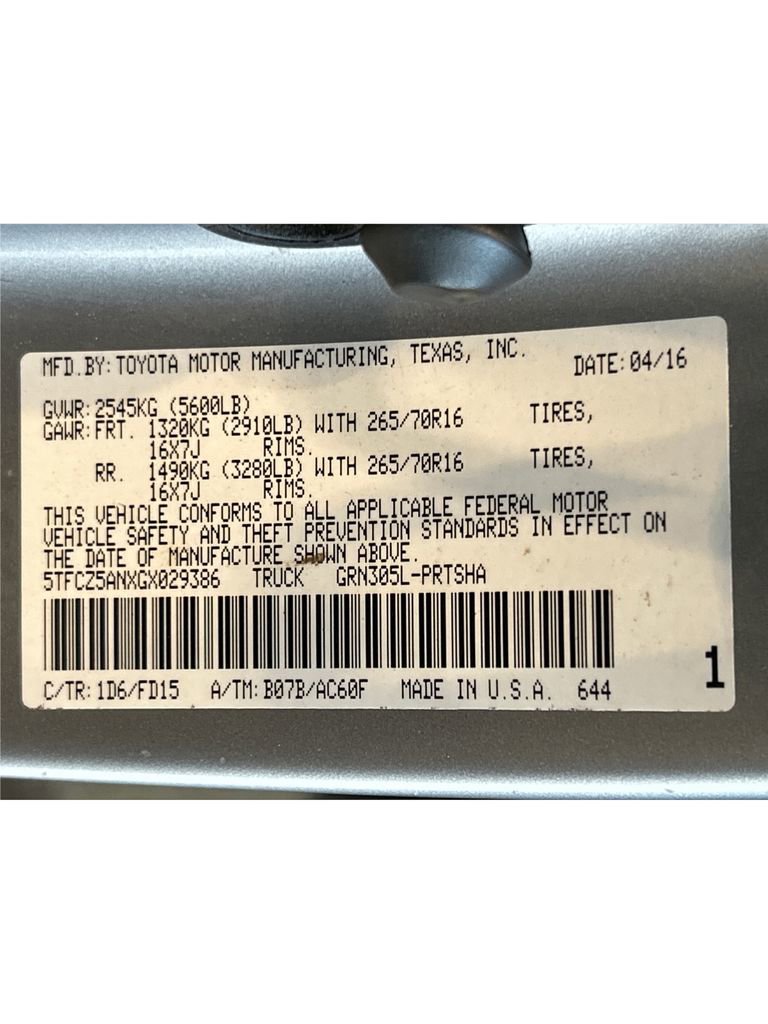 MFD.BY: TOYOTA MOTOR MANUFACTURING, TEXAS, INC. DATE: 04/16
GVWR: 2545KG (5600LB)
GAWR: FRT. 1320KG (2910LB) WITH 265/70R16 TIRES,
16X7J RIMS.
RR. 1490KG (3280LB) WITH 265/70R16 TIRES,
16X7J RIMS.
THIS VEHICLE CONFORMS TO ALL APPLICABLE FEDERAL MOTOR
VEHICLE SAFETY AND THEFT PREVENTION STANDARDS IN EFFECT ON
THE DATE OF MANUFACTURE SHOWN ABOVE.
5TFCZ5ANXGX029386 TRUCK GRN305L-PRTSHA
1
C/TR: 1D6/FD15 A/TM: B07B/AC60F MADE IN U.S.A. 644